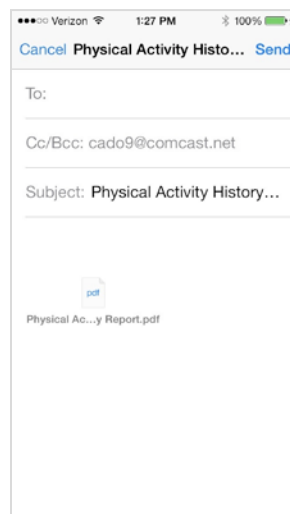 Verizon 1:27 PM 100%
Cancel Physical Activity Histo... Send
To:
Cc/Bcc: cado9@comcast.net
Subject: Physical Activity History...
pdf
Physical Ac...y Report.pdf